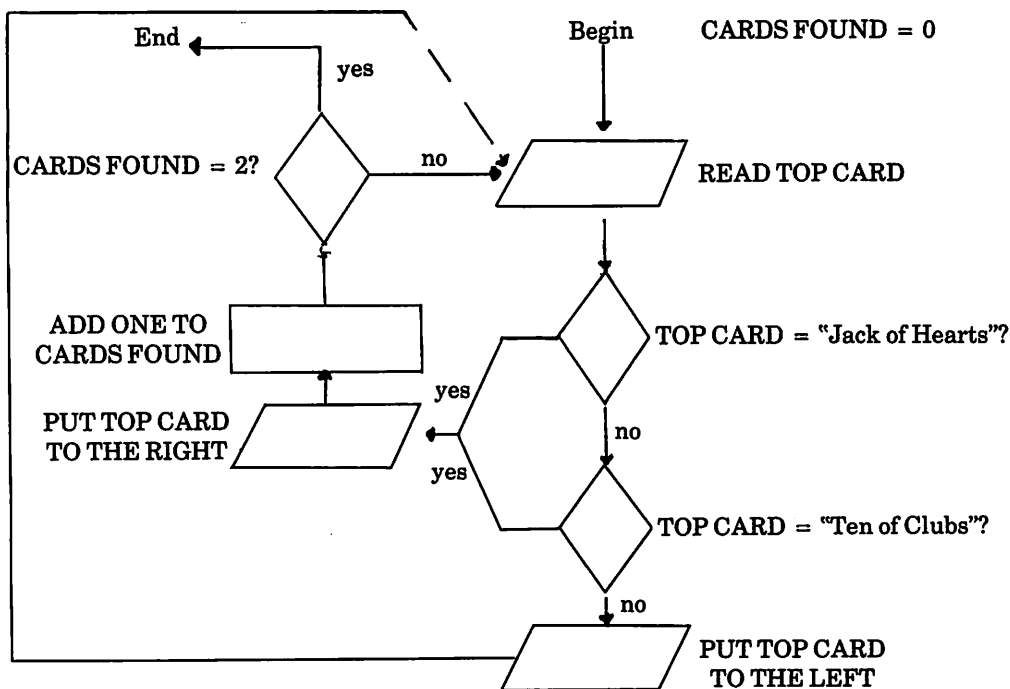 Begin
CARDS FOUND = 0
End
yes
CARDS FOUND = 2?
no
READ TOP CARD
ADD ONE TO
CARDS FOUND
TOP CARD = "Jack of Hearts"?
yes
no
PUT TOP CARD
TO THE RIGHT
yes
TOP CARD = "Ten of Clubs"?
no
PUT TOP CARD
TO THE LEFT